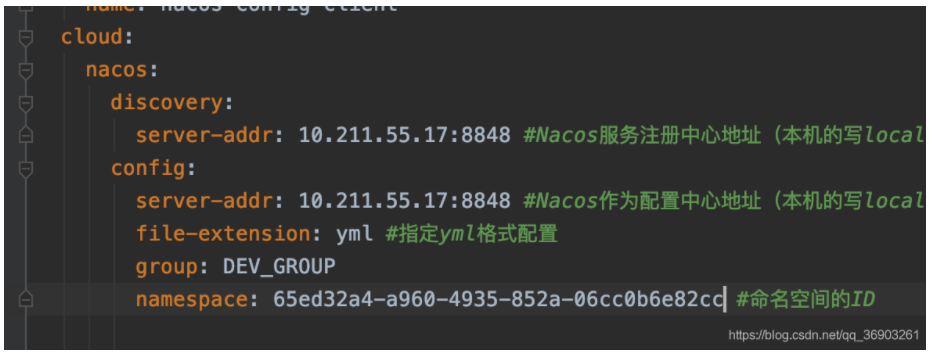 name: nacos-config-client
cloud:
nacos:
discovery:
server-addr: 10.211.55.17:8848 #Nacos服务注册中心地址（本机的写local
config:
server-addr: 10.211.55.17:8848 #Nacos作为配置中心地址（本机的写local
file-extension: yml #指定yml格式配置
group: DEV_GROUP
namespace: 65ed32a4-a960-4935-852a-06cc0b6e82cc #命名空间的ID
https://blog.csdn.net/qq_36903261